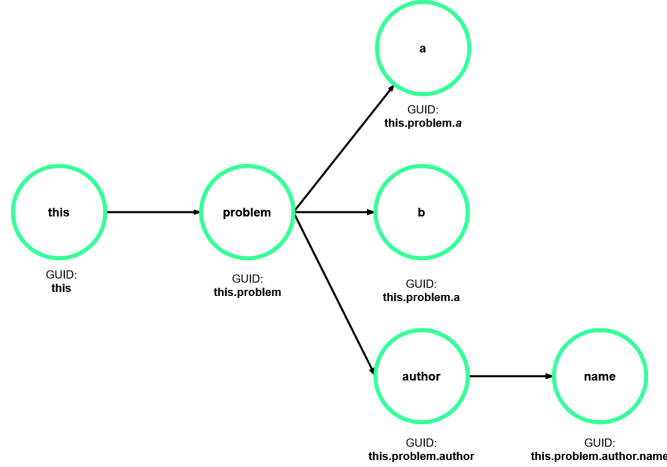 a
GUID:
this.problem.a
this
problem
b
GUID:
this
GUID:
this.problem
GUID:
this.problem.a
author
name
GUID:
this.problem.author
GUID:
this.problem.author.name